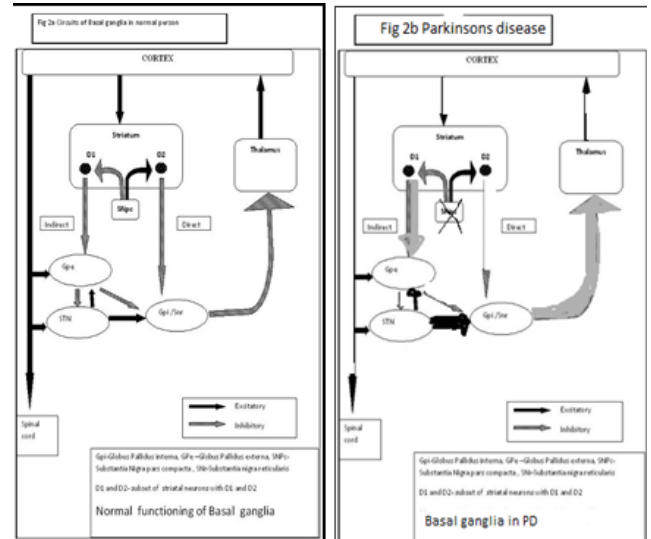 Fig 2a Circuits of Basal ganglia in normal person
CORTEX
Striatum
D1
D2
SNpc
Thalamus
Indirect
Direct
Gpe
STN
Gpi /Snr
Excitatory
Inhibitory
Spinal
cord
Gpi-Globus Pallidus interna, GPe –Globus Pallidus externa, SNPc-
Substantia Nigra pars compacta , SNr-Substantia nigra reticularis
D1 and D2- subset of striatal neurons with D1 and D2
Normal functioning of Basal ganglia
Fig 2b Parkinsons disease
CORTEX
Striatum
D1
D2
SNpc
Thalamus
Indirect
Direct
Gpe
STN
Gpi /Snr
Excitatory
Inhibitory
Spinal
cord
Gpi-Globus Pallidus interna, GPe –Globus Pallidus externa, SNPc-
Substantia Nigra pars compacta , SNr-Substantia nigra reticularis
D1 and D2- subset of striatal neurons with D1 and D2
Basal ganglia in PD